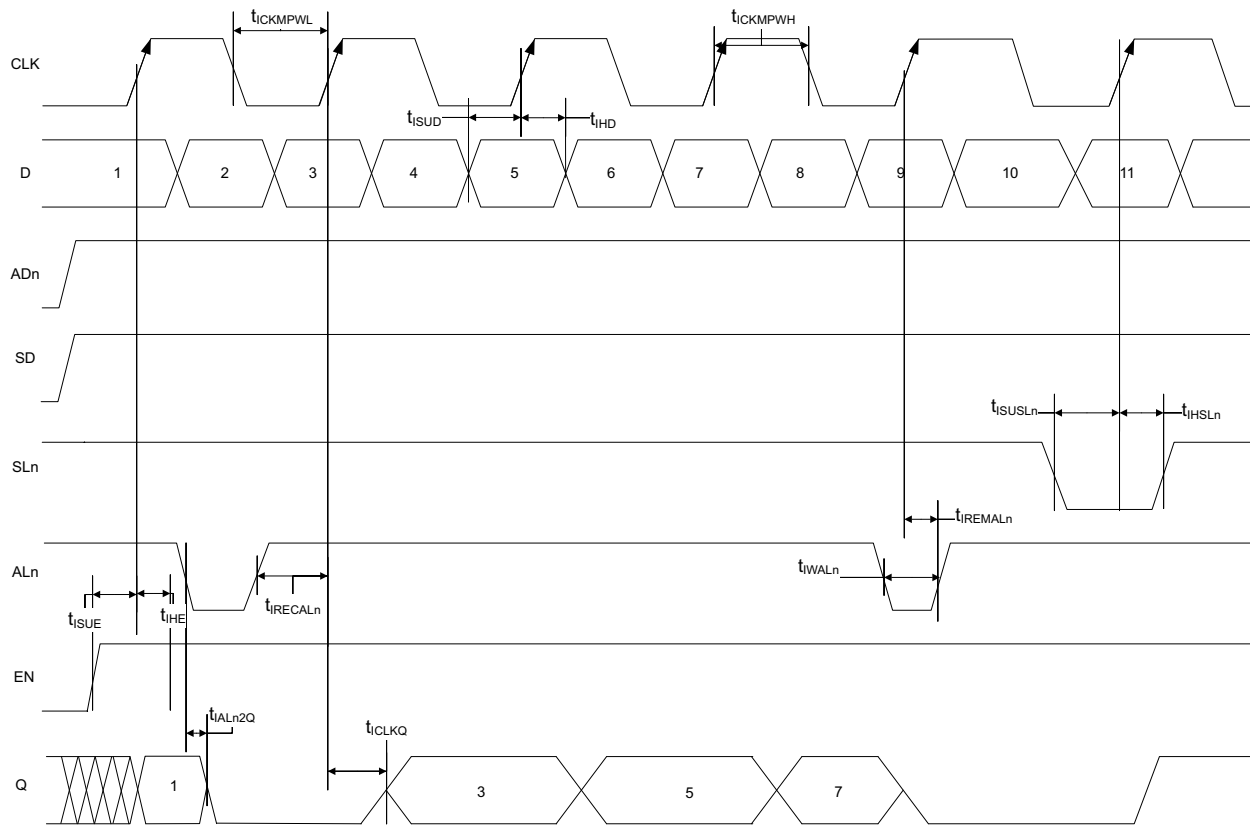 tICKMPWL
tICKMPWH
CLK
tISUD
tIHD
D
1 2 3 4 5 6 7 8 9 10 11
ADn
SD
tISUSLn
tIHSLn
SLn
tIREMALn
ALn
tIWALn
tISUE
tIHE
tIRECALn
EN
tIALn2Q
tICLKQ
Q
1 3 5 7